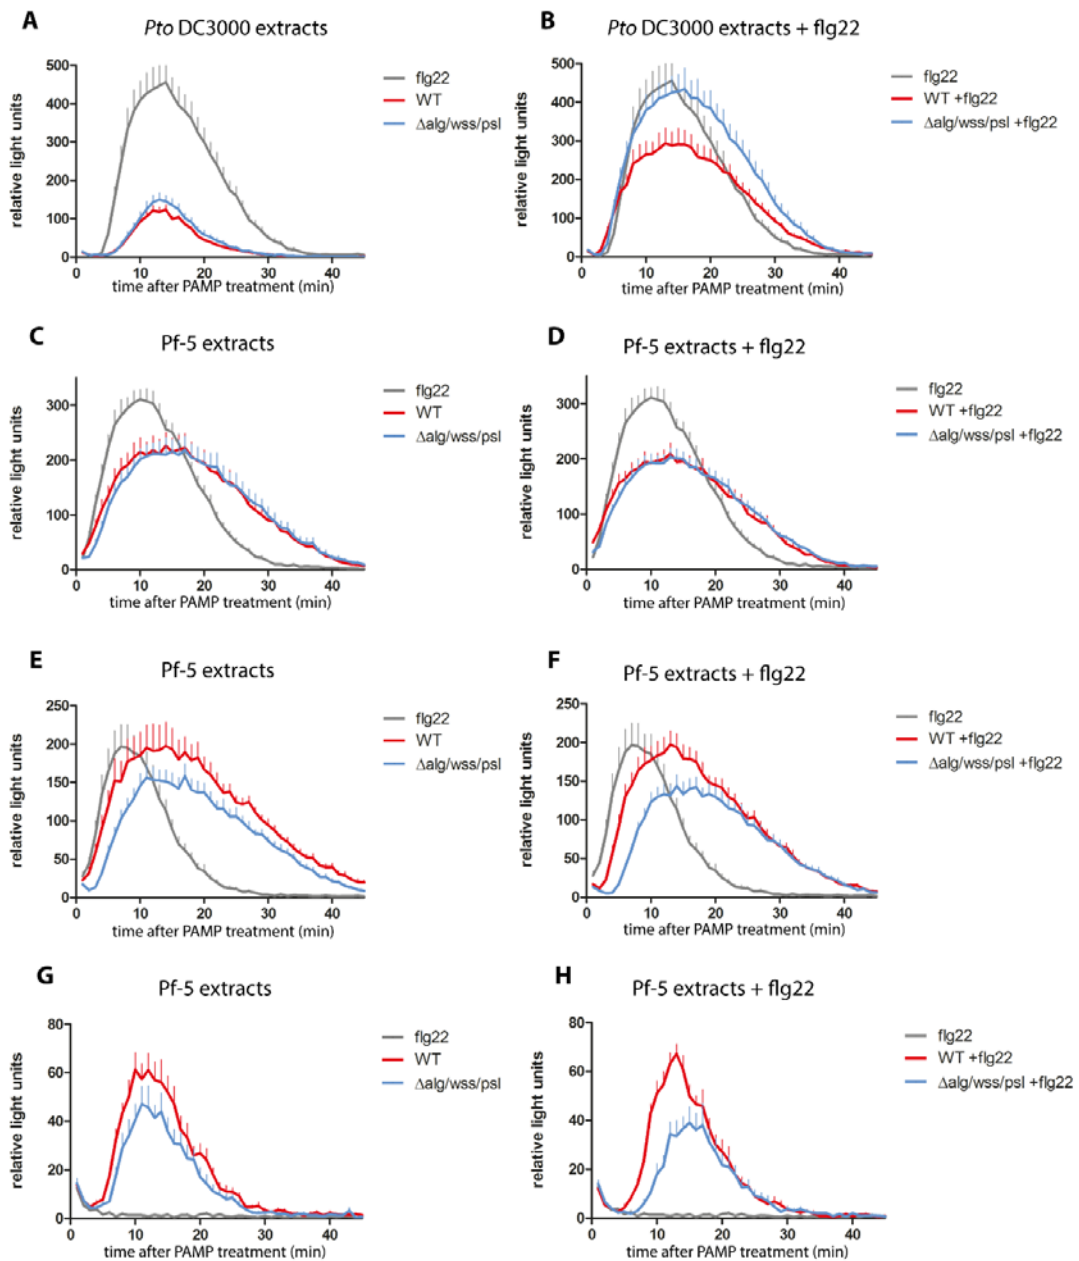 A
Pto DC3000 extracts
relative light units
500
400
300
200
100
0
0 10 20 30 40
time after PAMP treatment (min)
flg22
WT
Δalg/wss/psl
B
Pto DC3000 extracts + flg22
relative light units
500
400
300
200
100
0
0 10 20 30 40
time after PAMP treatment (min)
flg22
WT +flg22
Δalg/wss/psl +flg22
C
Pf-5 extracts
relative light units
300
200
100
0
0 10 20 30 40
time after PAMP treatment (min)
flg22
WT
Δalg/wss/psl
D
Pf-5 extracts + flg22
relative light units
300
200
100
0
0 10 20 30 40
time after PAMP treatment (min)
flg22
WT +flg22
Δalg/wss/psl +flg22
E
Pf-5 extracts
relative light units
250
200
150
100
50
0
0 10 20 30 40
time after PAMP treatment (min)
flg22
WT
Δalg/wss/psl
F
Pf-5 extracts + flg22
relative light units
250
200
150
100
50
0
0 10 20 30 40
time after PAMP treatment (min)
flg22
WT +flg22
Δalg/wss/psl +flg22
G
Pf-5 extracts
relative light units
80
60
40
20
0
0 10 20 30 40
time after PAMP treatment (min)
flg22
WT
Δalg/wss/psl
H
Pf-5 extracts + flg22
relative light units
80
60
40
20
0
0 10 20 30 40
time after PAMP treatment (min)
flg22
WT +flg22
Δalg/wss/psl +flg22